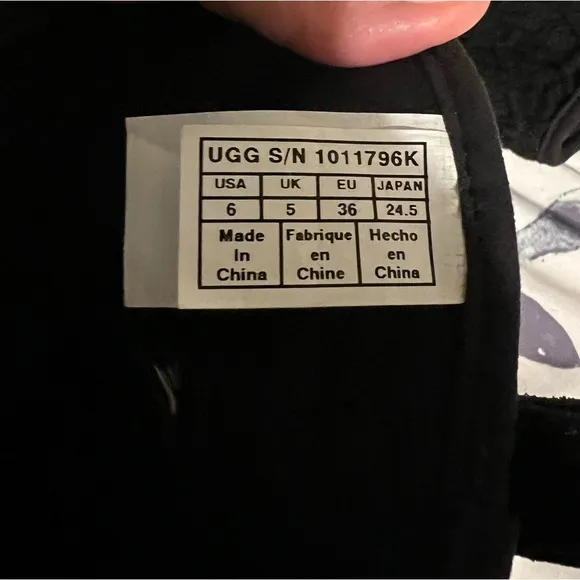 UGG S/N 1011796K
USA UK EU JAPAN
6 5 36 24.5
Made Fabrique Hecho
In en en
China Chine China